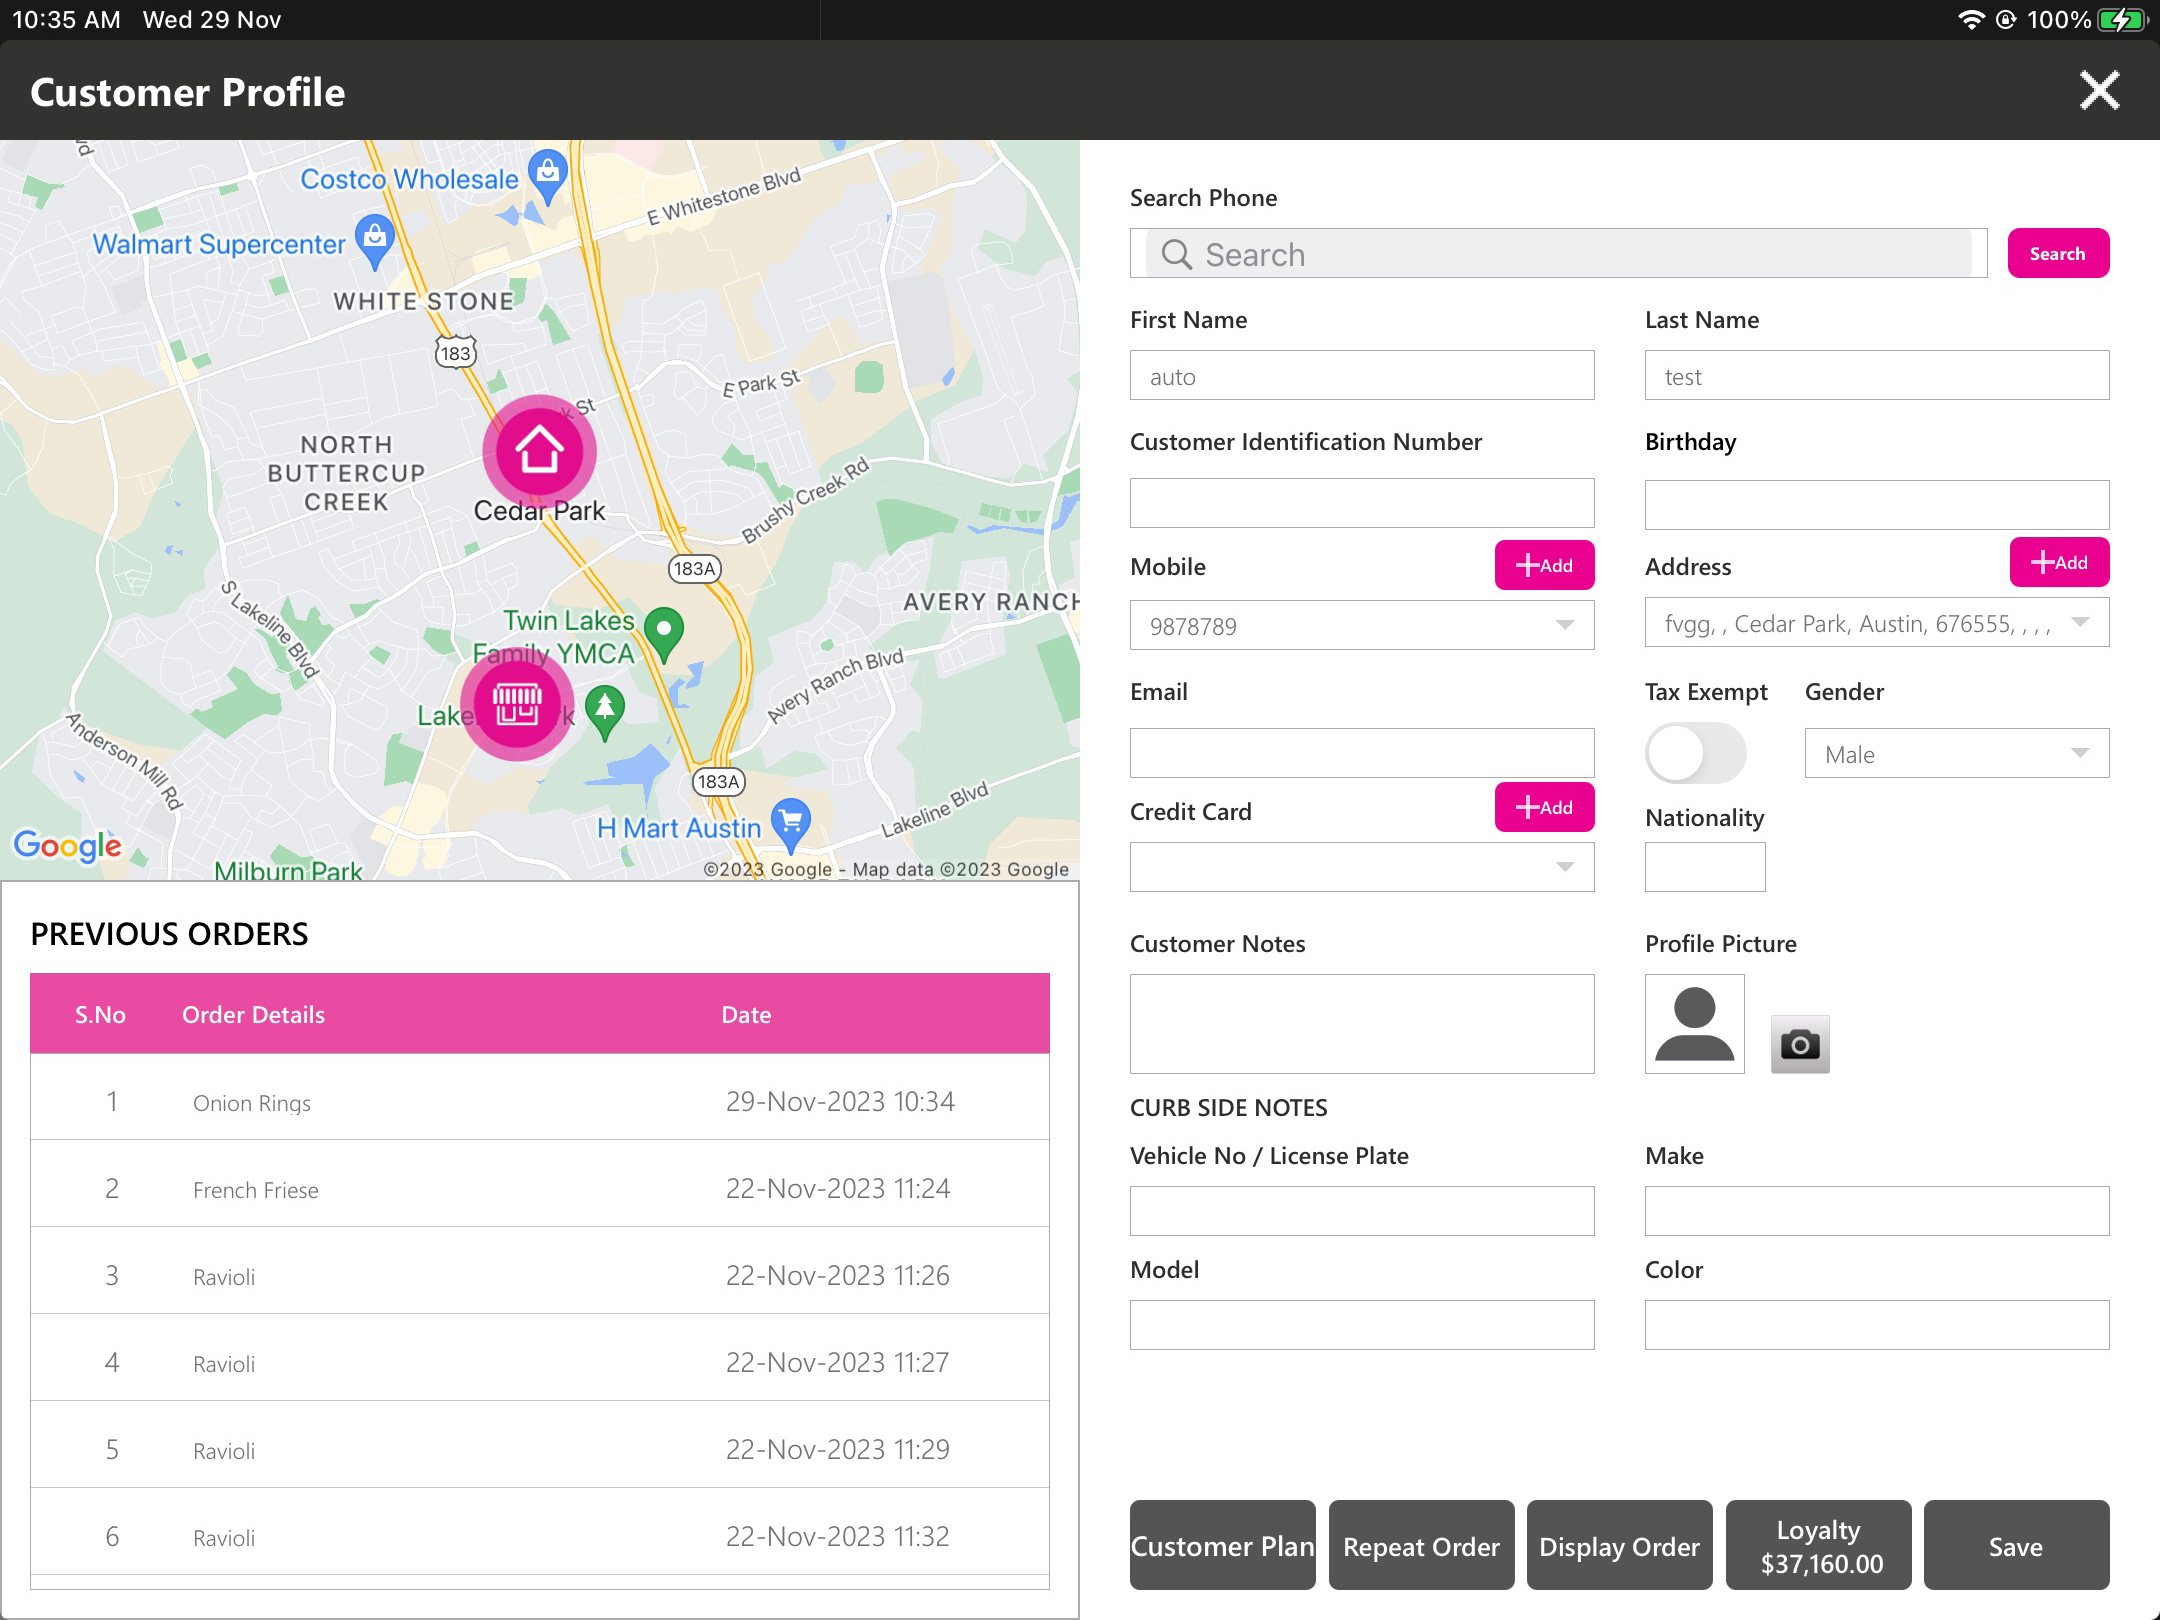 10:35 AM Wed 29 Nov
100%
Customer Profile
Costco Wholesale
E Whitestone Blvd
Walmart Supercenter
WHITE STONE
183
E Park St
k St
NORTH
BUTTERCUP
CREEK
Cedar Park
Brushy Creek Rd
183A
S Lakeline Blvd
AVERY RANCH
Twin Lakes
Family YMCA
Avery Ranch Blvd
Lake k
Anderson Mill Rd
183A
Lakeline Blvd
H Mart Austin
Google
Milburn Park
©2023 Google - Map data ©2023 Google
PREVIOUS ORDERS
S.No Order Details Date
1 Onion Rings 29-Nov-2023 10:34
2 French Friese 22-Nov-2023 11:24
3 Ravioli 22-Nov-2023 11:26
4 Ravioli 22-Nov-2023 11:27
5 Ravioli 22-Nov-2023 11:29
6 Ravioli 22-Nov-2023 11:32
Search Phone
Search
Search
First Name Last Name
auto test
Customer Identification Number Birthday
Mobile +Add Address +Add
9878789 fvgg, , Cedar Park, Austin, 676555, , , ,
Email Tax Exempt Gender
Male
Credit Card +Add Nationality
Customer Notes Profile Picture
CURB SIDE NOTES
Vehicle No / License Plate Make
Model Color
Customer Plan Repeat Order Display Order Loyalty
$37,160.00 Save